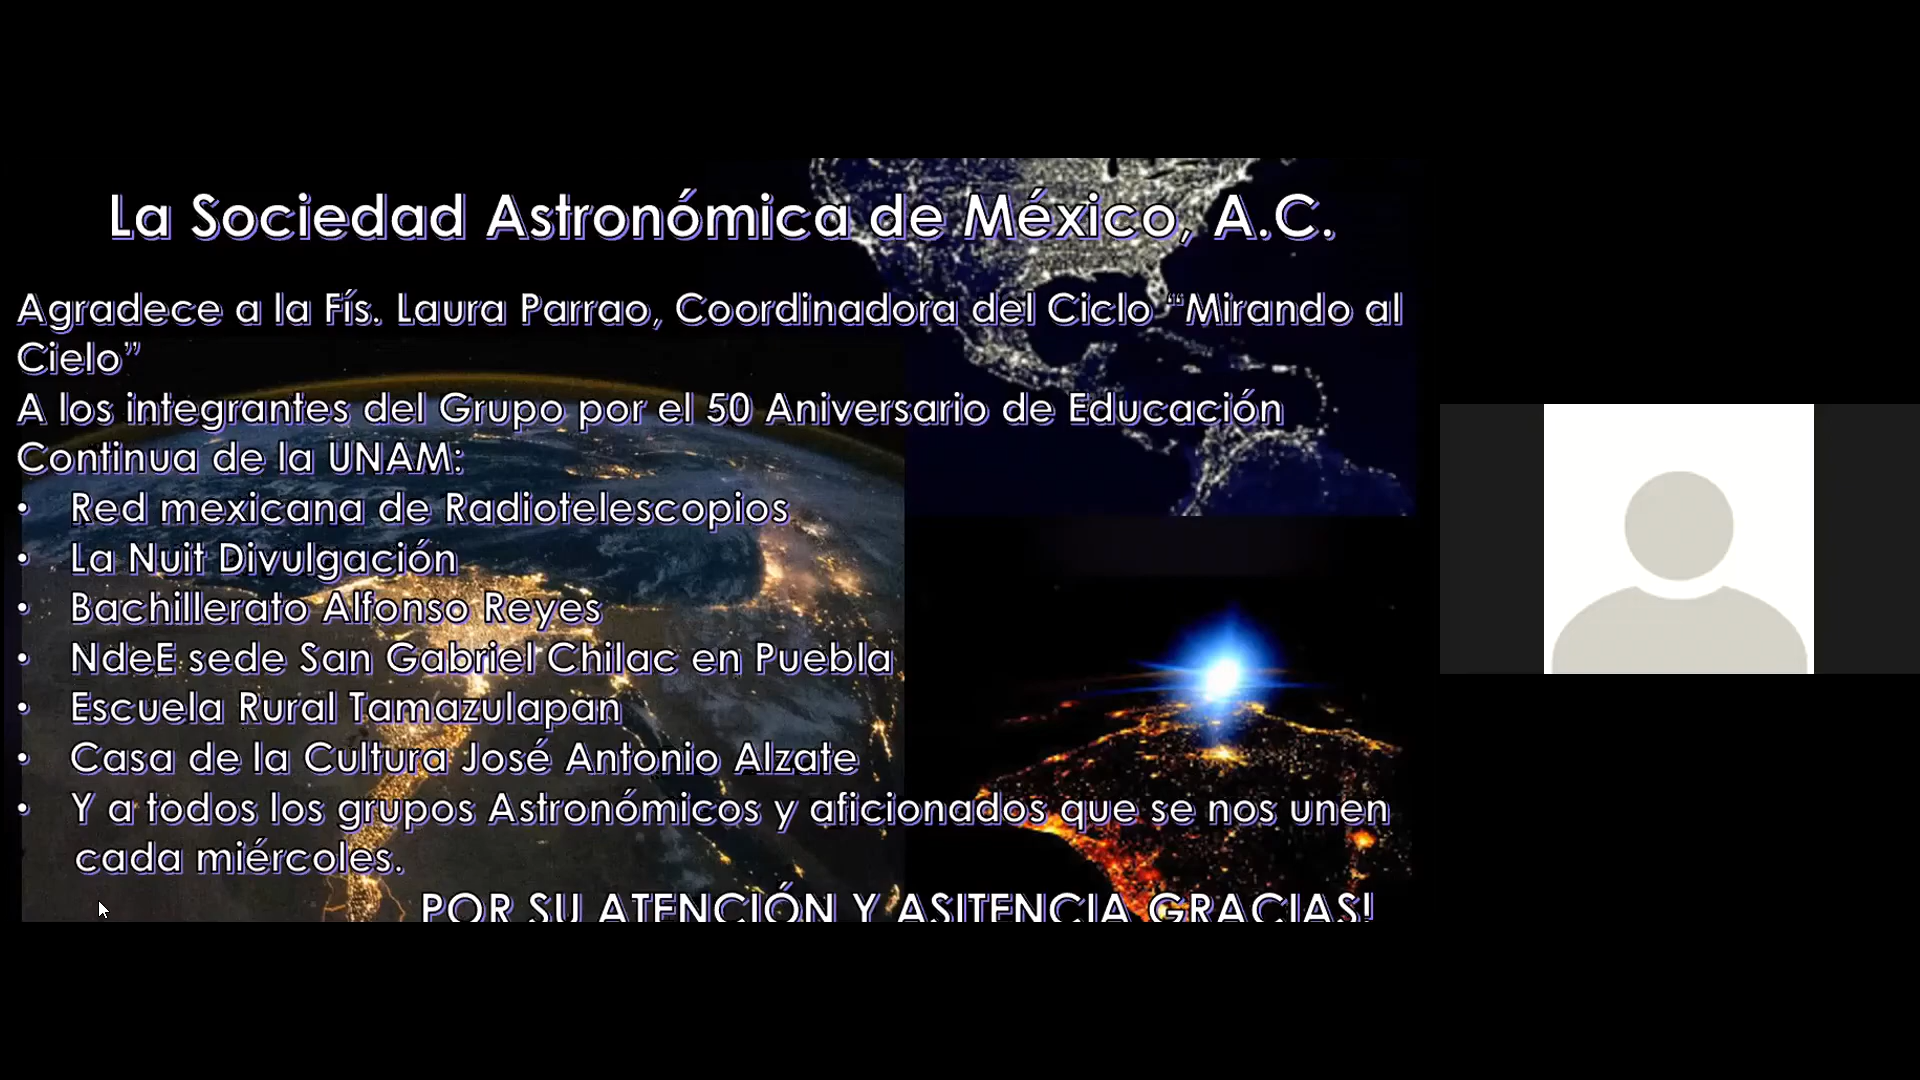 La Sociedad Astronómica de México, A.C.
Agradece a la Fís. Laura Parrao, Coordinadora del Ciclo “Mirando al
Cielo”
A los integrantes del Grupo por el 50 Aniversario de Educación
Continua de la UNAM:
• Red mexicana de Radiotelescopios
• La Nuit Divulgación
• Bachillerato Alfonso Reyes
• NdeE sede San Gabriel Chilac en Puebla
• Escuela Rural Tamazulapan
• Casa de la Cultura José Antonio Alzate
• Y a todos los grupos Astronómicos y aficionados que se nos unen
cada miércoles.
POR SU ATENCIÓN Y ASITENCIA GRACIAS!